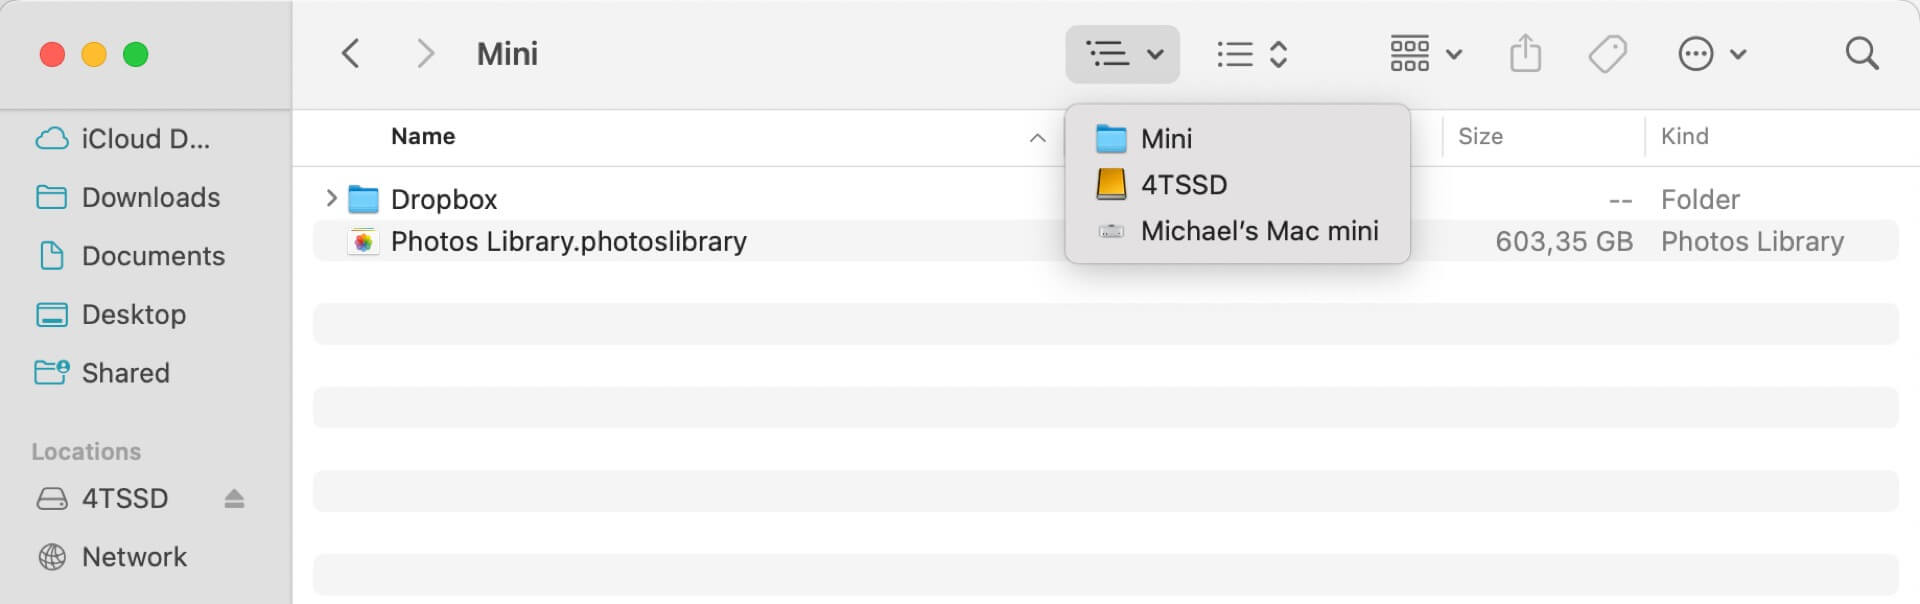 Mini
iCloud D...
Downloads
Documents
Desktop
Shared
Locations
4TSSD
Network
Name Size Kind
Dropbox -- Folder
Photos Library.photoslibrary 603,35 GB Photos Library
Mini
4TSSD
Michael’s Mac mini